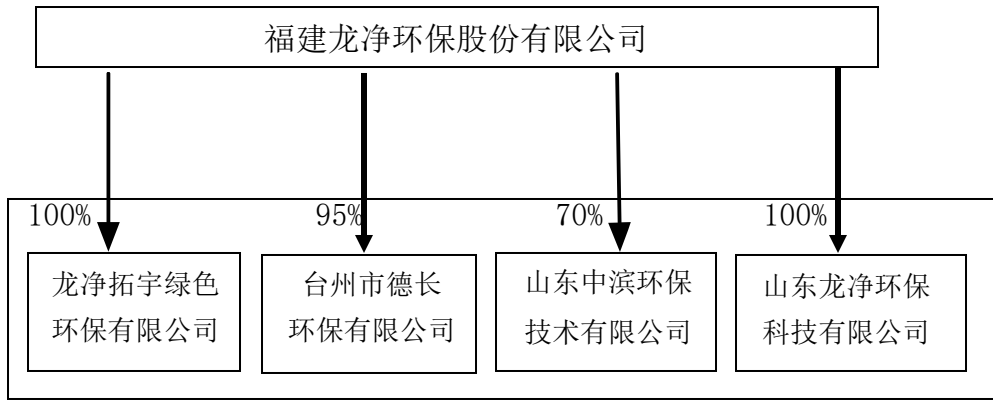 福建龙净环保股份有限公司
100%
95%
70%
100%
龙净拓宇绿色
环保有限公司
台州市德长
环保有限公司
山东中滨环保
技术有限公司
山东龙净环保
科技有限公司